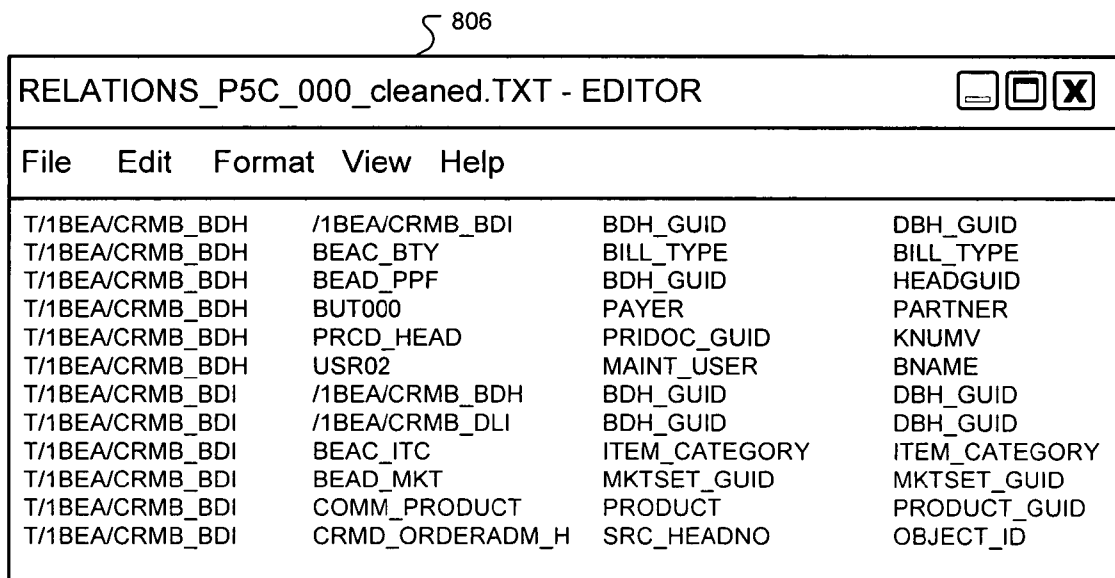 806
RELATIONS_P5C_000_cleaned.TXT - EDITOR
File Edit Format View Help
T/1BEA/CRMB_BDH /1BEA/CRMB_BDI BDH_GUID DBH_GUID
T/1BEA/CRMB_BDH BEAC_BTY BILL_TYPE BILL_TYPE
T/1BEA/CRMB_BDH BEAD_PPF BDH_GUID HEADGUID
T/1BEA/CRMB_BDH BUT000 PAYER PARTNER
T/1BEA/CRMB_BDH PRCD_HEAD PRIDOC_GUID KNUMV
T/1BEA/CRMB_BDH USR02 MAINT_USER BNAME
T/1BEA/CRMB_BDI /1BEA/CRMB_BDH BDH_GUID DBH_GUID
T/1BEA/CRMB_BDI /1BEA/CRMB_DLI BDH_GUID DBH_GUID
T/1BEA/CRMB_BDI BEAC_ITC ITEM_CATEGORY ITEM_CATEGORY
T/1BEA/CRMB_BDI BEAD_MKT MKTSET_GUID MKTSET_GUID
T/1BEA/CRMB_BDI COMM_PRODUCT PRODUCT PRODUCT_GUID
T/1BEA/CRMB_BDI CRMD_ORDERADM_H SRC_HEADNO OBJECT_ID